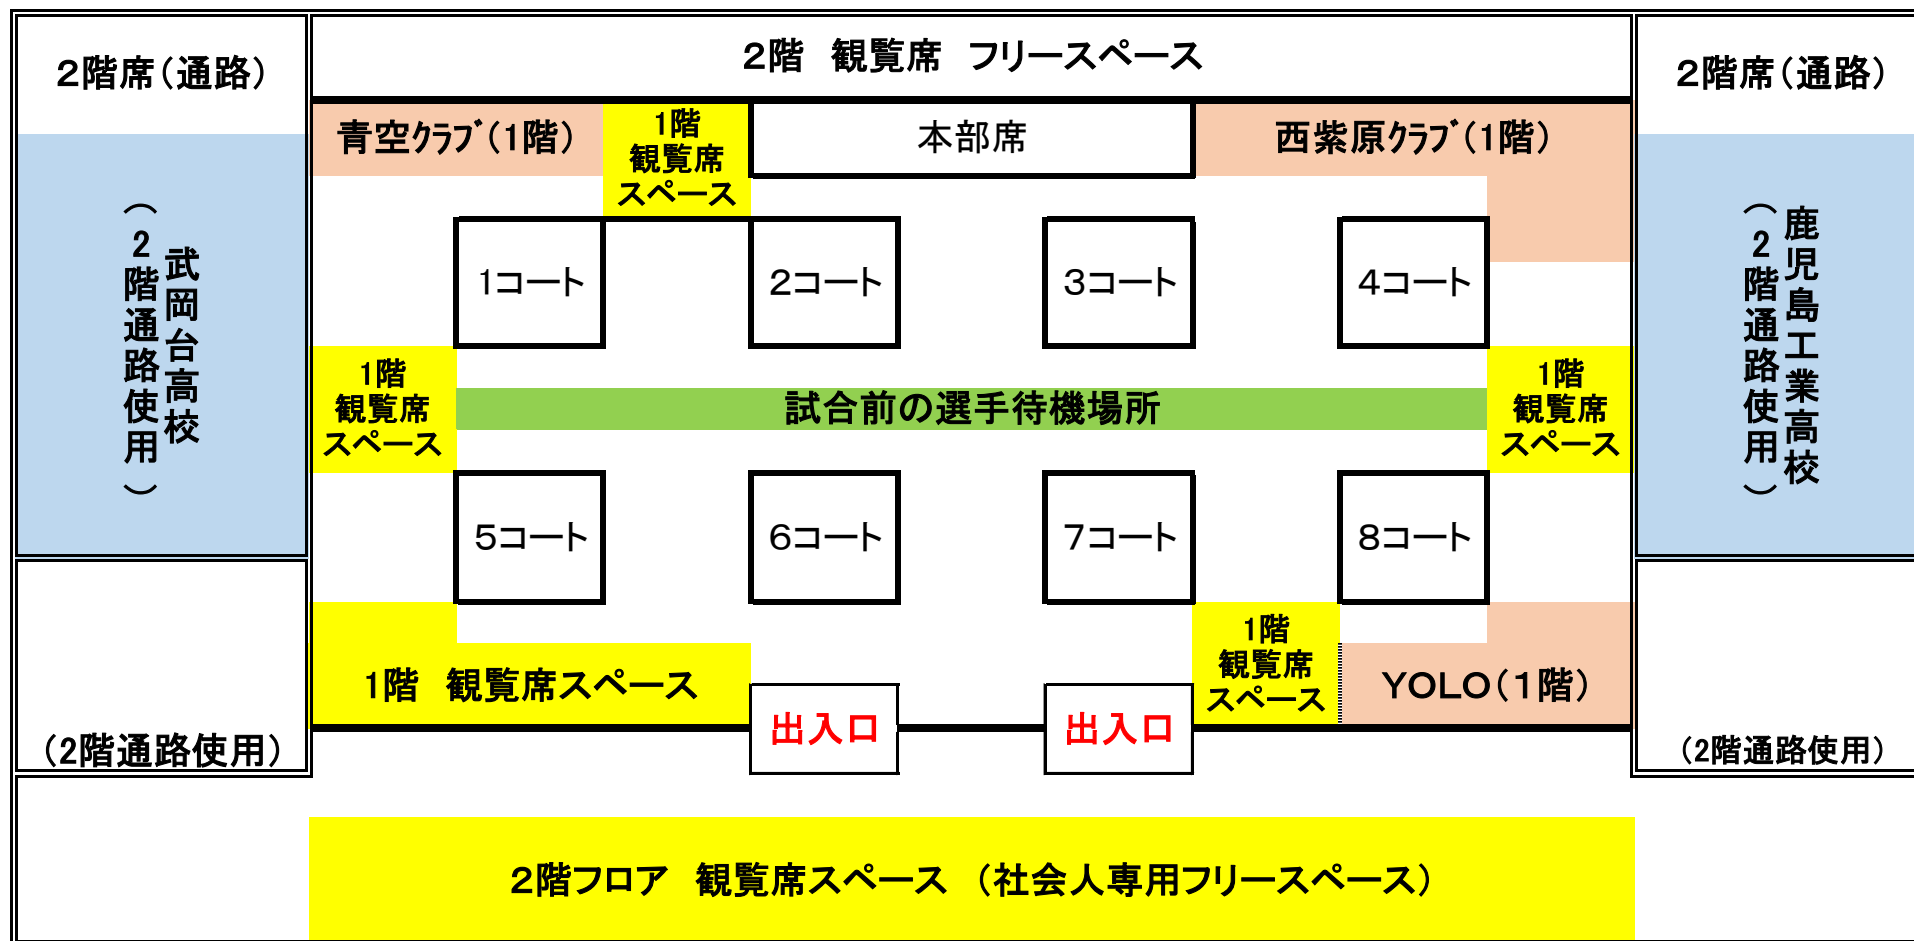 2階席(通路)
2階 観覧席 フリースペース
2階席(通路)
青空クラブ(1階)
1階
観覧席
スペース
本部席
西紫原クラブ(1階)
武岡台高校
(2階通路使用)
鹿児島工業高校
(2階通路使用)
1コート
2コート
3コート
4コート
1階
観覧席
スペース
試合前の選手待機場所
1階
観覧席
スペース
5コート
6コート
7コート
8コート
1階 観覧席スペース
1階
観覧席
スペース
YOLO(1階)
出入口
出入口
(2階通路使用)
(2階通路使用)
2階フロア 観覧席スペース (社会人専用フリースペース)